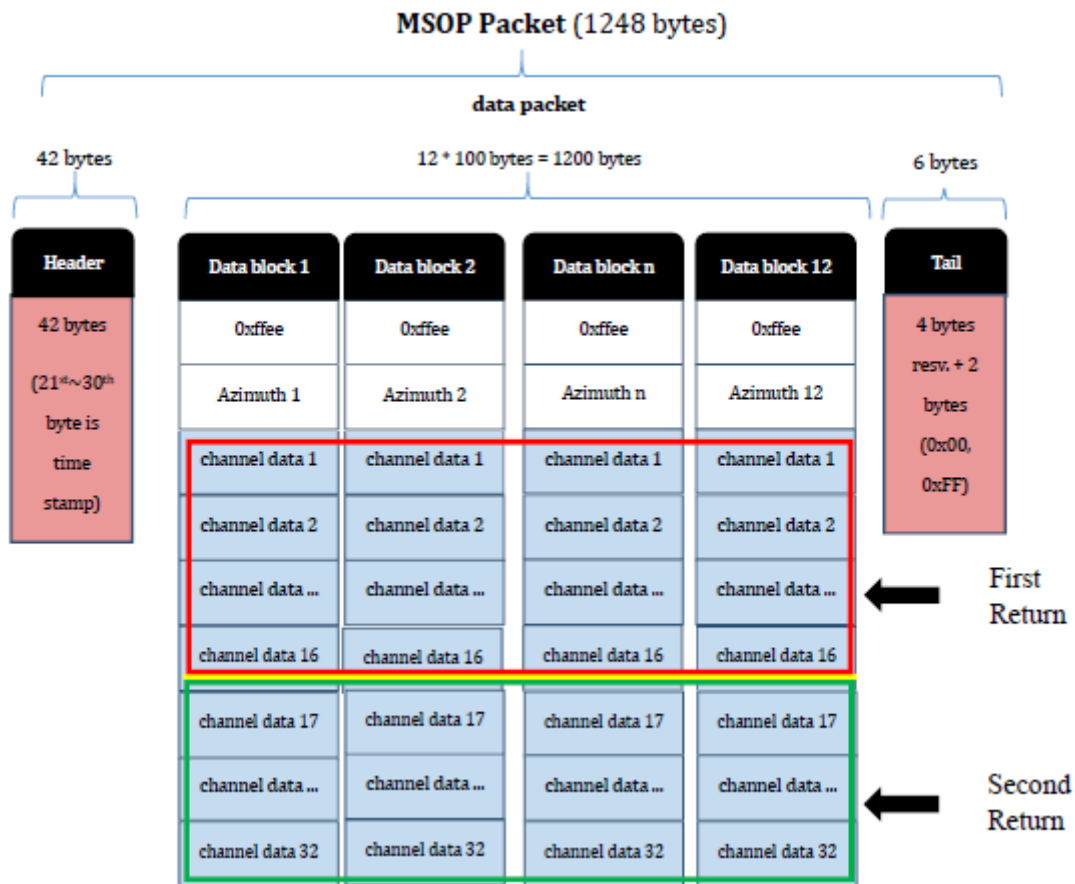 MSOP Packet (1248 bytes)
data packet
42 bytes
12 * 100 bytes = 1200 bytes
6 bytes
Header
Data block 1
Data block 2
Data block n
Data block 12
Tail
42 bytes
(21st~30th
byte is
time
stamp)
0xffee
0xffee
0xffee
0xffee
4 bytes
resv. + 2
bytes
(0x00,
0xFF)
Azimuth 1
Azimuth 2
Azimuth n
Azimuth 12
channel data 1
channel data 1
channel data 1
channel data 1
channel data 2
channel data 2
channel data 2
channel data 2
channel data ...
channel data ...
channel data ...
channel data ...
First
Return
channel data 16
channel data 16
channel data 16
channel data 16
channel data 17
channel data 17
channel data 17
channel data 17
channel data ...
channel data ...
channel data ...
channel data ...
Second
Return
channel data 32
channel data 32
channel data 32
channel data 32